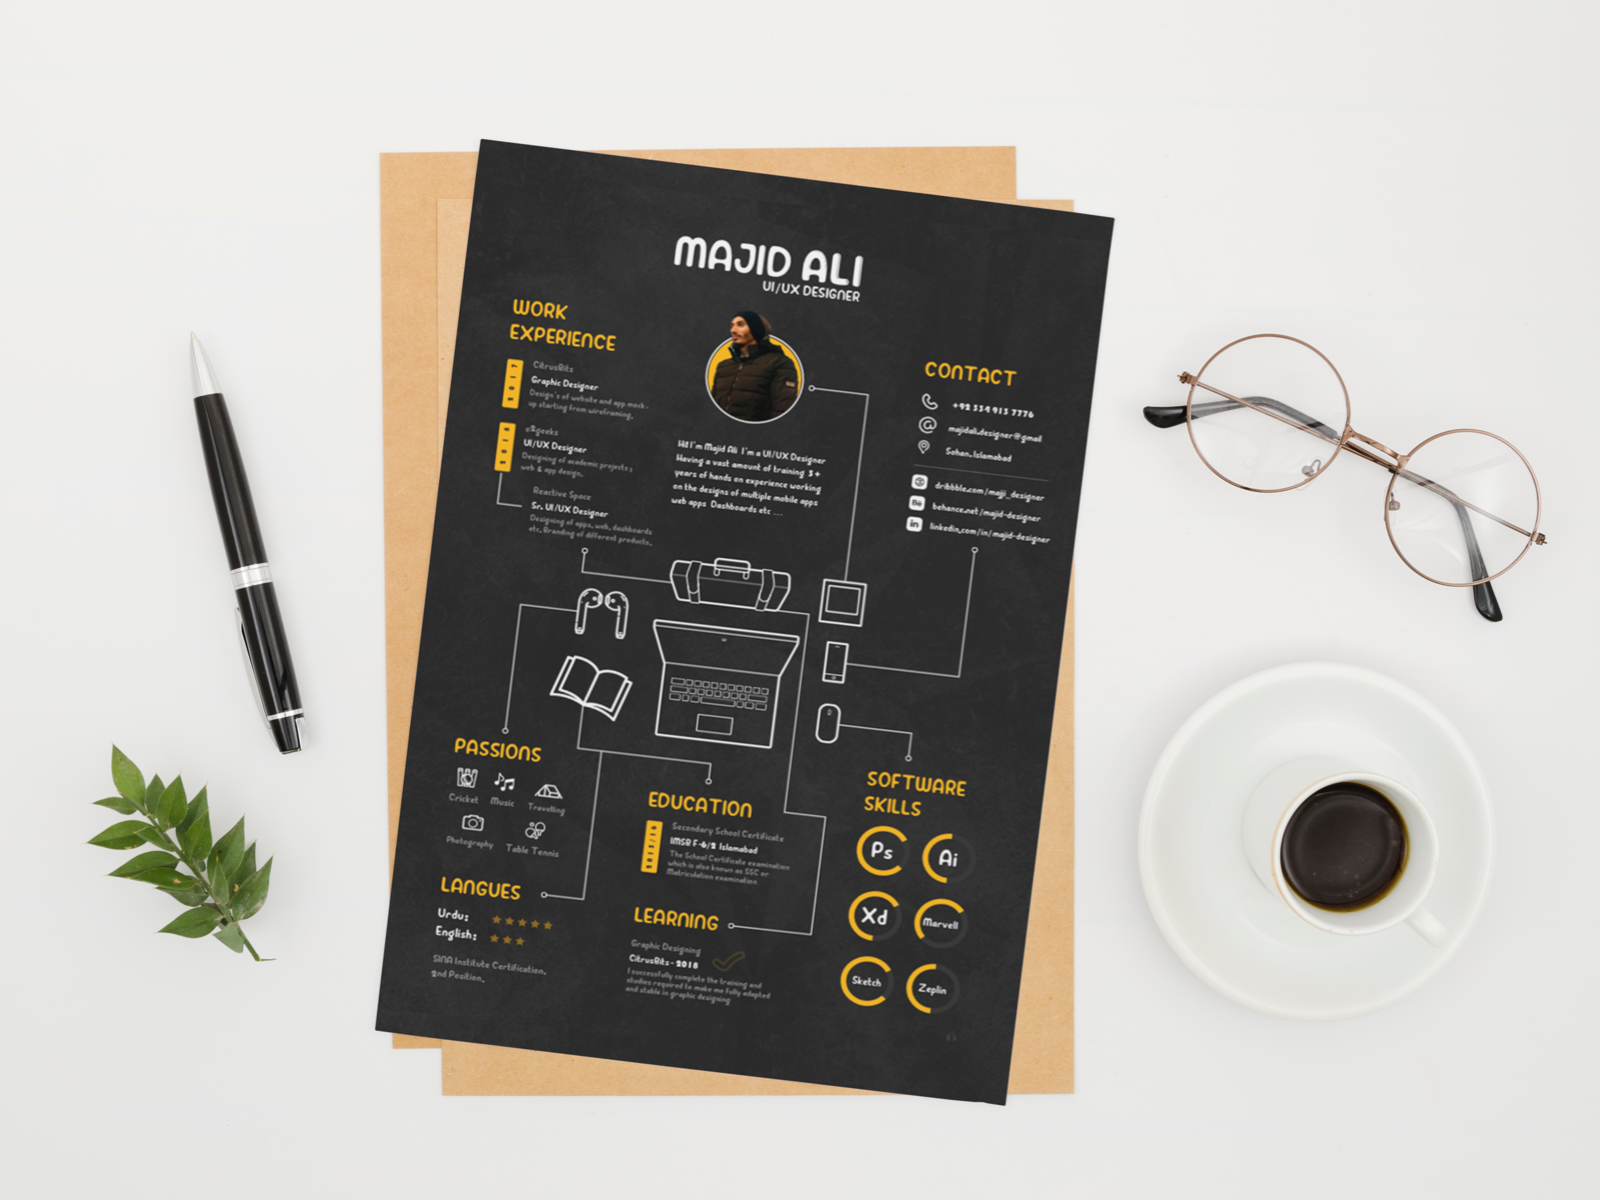 MAJID ALI
UI/UX DESIGNER
WORK
EXPERIENCE
2017
CitrusBits
Graphic Designer
Design's of website and app mock-
up starting from wireframing.
2018
eGgeeks
UI/UX Designer
Designing of academic projects;
web & app design.
Reactive Space
Sr. UI/UX Designer
Designing of apps, web, dashboards
etc. Branding of different products.
Hi! I'm Majid Ali I'm a UI/UX Designer
Having a vast amount of training 3+
years of hands on experience working
on the designs of multiple mobile apps
web apps Dashboards etc ...
CONTACT
+92 334 913 7776
majidali.designer@gmail
Sohan, Islamabad
dribbble.com/majji_designer
Bē behance.net/majid-designer
in linkedin.com/in/majid-designer
PASSIONS
Cricket Music Travelling
Photography Table Tennis
LANGUES
Urdu:
English:
SINA Institute Certification.
2nd Position.
EDUCATION
2015/16
Secondary School Certificate
IMSB F-6/2 Islamabad
The School Certificate examination
which is also known as SSC or
Matriculation examination
LEARNING
Graphic Designing
CitrusBits - 2018
I successfully complete the training and
studies required to make me fully adapted
and stable in graphic designing
SOFTWARE
SKILLS
Ps Ai
Xd Marvell
Sketch Zeplin